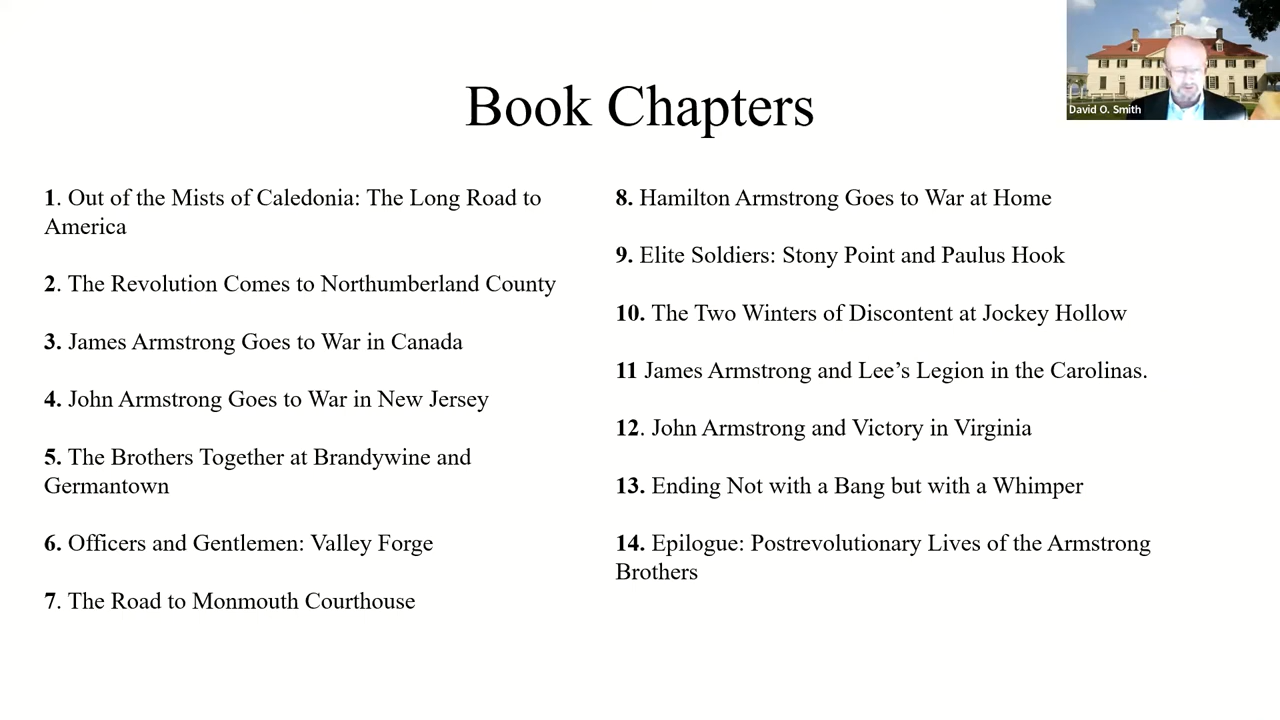 David O. Smith
Book Chapters
1. Out of the Mists of Caledonia: The Long Road to
America
2. The Revolution Comes to Northumberland County
3. James Armstrong Goes to War in Canada
4. John Armstrong Goes to War in New Jersey
5. The Brothers Together at Brandywine and
Germantown
6. Officers and Gentlemen: Valley Forge
7. The Road to Monmouth Courthouse
8. Hamilton Armstrong Goes to War at Home
9. Elite Soldiers: Stony Point and Paulus Hook
10. The Two Winters of Discontent at Jockey Hollow
11 James Armstrong and Lee’s Legion in the Carolinas.
12. John Armstrong and Victory in Virginia
13. Ending Not with a Bang but with a Whimper
14. Epilogue: Postrevolutionary Lives of the Armstrong
Brothers